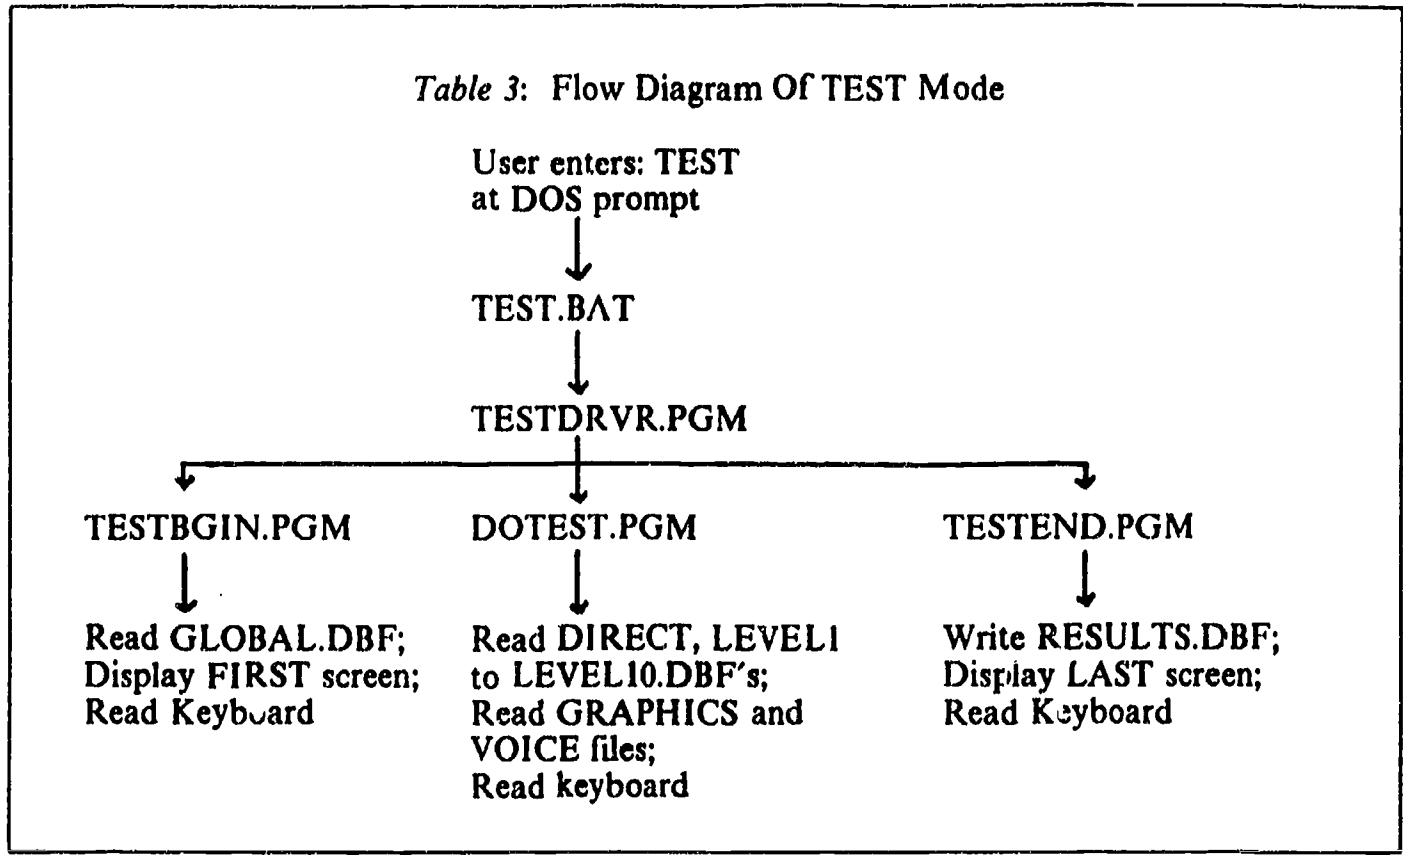 Table 3: Flow Diagram Of TEST Mode
User enters: TEST
at DOS prompt
TEST.BAT
TESTDRVR.PGM
TESTBGIN.PGM
Read GLOBAL.DBF;
Display FIRST screen;
Read Keyboard
DOTEST.PGM
Read DIRECT, LEVEL1
to LEVEL10.DBF's;
Read GRAPHICS and
VOICE files;
Read keyboard
TESTEND.PGM
Write RESULTS.DBF;
Display LAST screen;
Read Keyboard